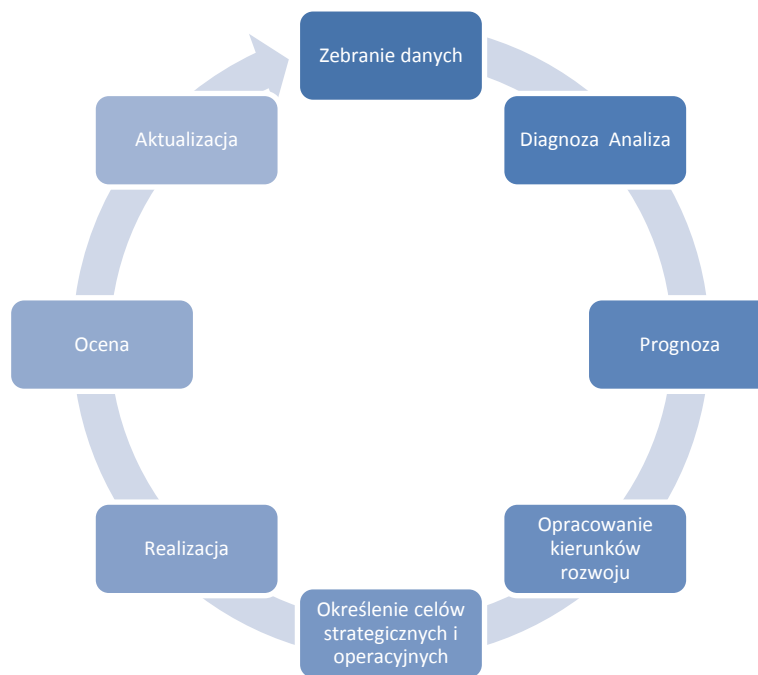 Zebranie danych
Diagnoza  Analiza
Prognoza
Opracowanie
kierunków
rozwoju
Określenie celów
strategicznych i
operacyjnych
Realizacja
Ocena
Aktualizacja